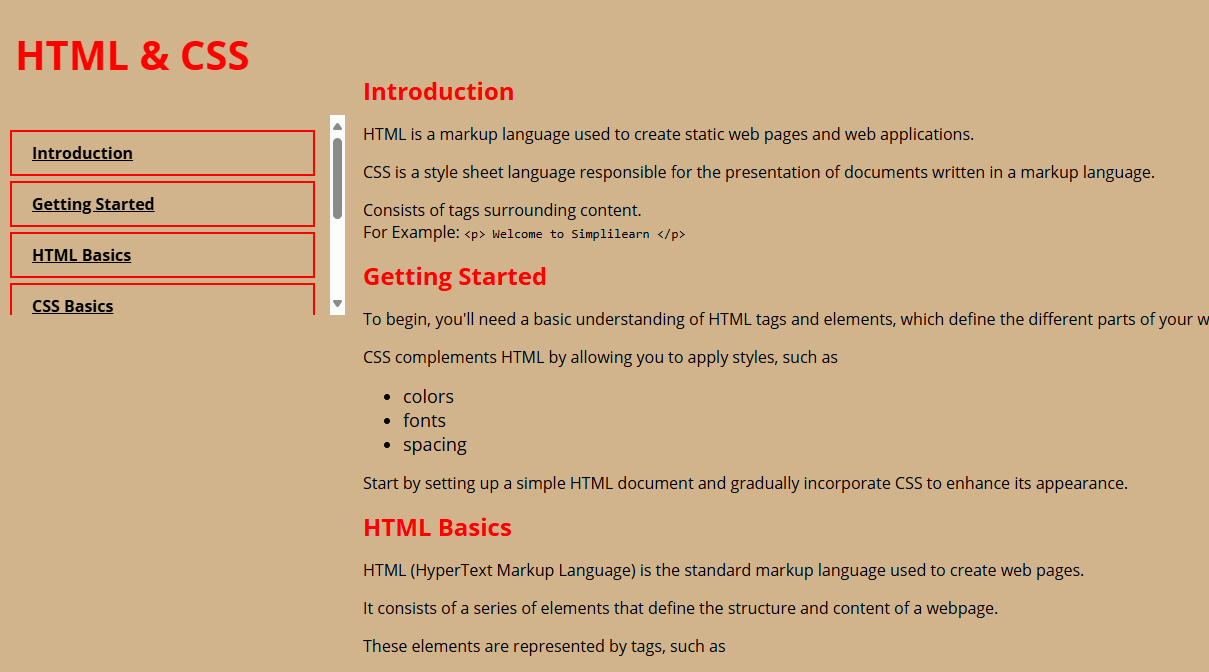 HTML & CSS
Introduction
Getting Started
HTML Basics
CSS Basics
Introduction
HTML is a markup language used to create static web pages and web applications.
CSS is a style sheet language responsible for the presentation of documents written in a markup language.
Consists of tags surrounding content.
For Example: <p> Welcome to Simplilearn </p>
Getting Started
To begin, you'll need a basic understanding of HTML tags and elements, which define the different parts of your
CSS complements HTML by allowing you to apply styles, such as
colors
fonts
spacing
Start by setting up a simple HTML document and gradually incorporate CSS to enhance its appearance.
HTML Basics
HTML (HyperText Markup Language) is the standard markup language used to create web pages.
It consists of a series of elements that define the structure and content of a webpage.
These elements are represented by tags, such as